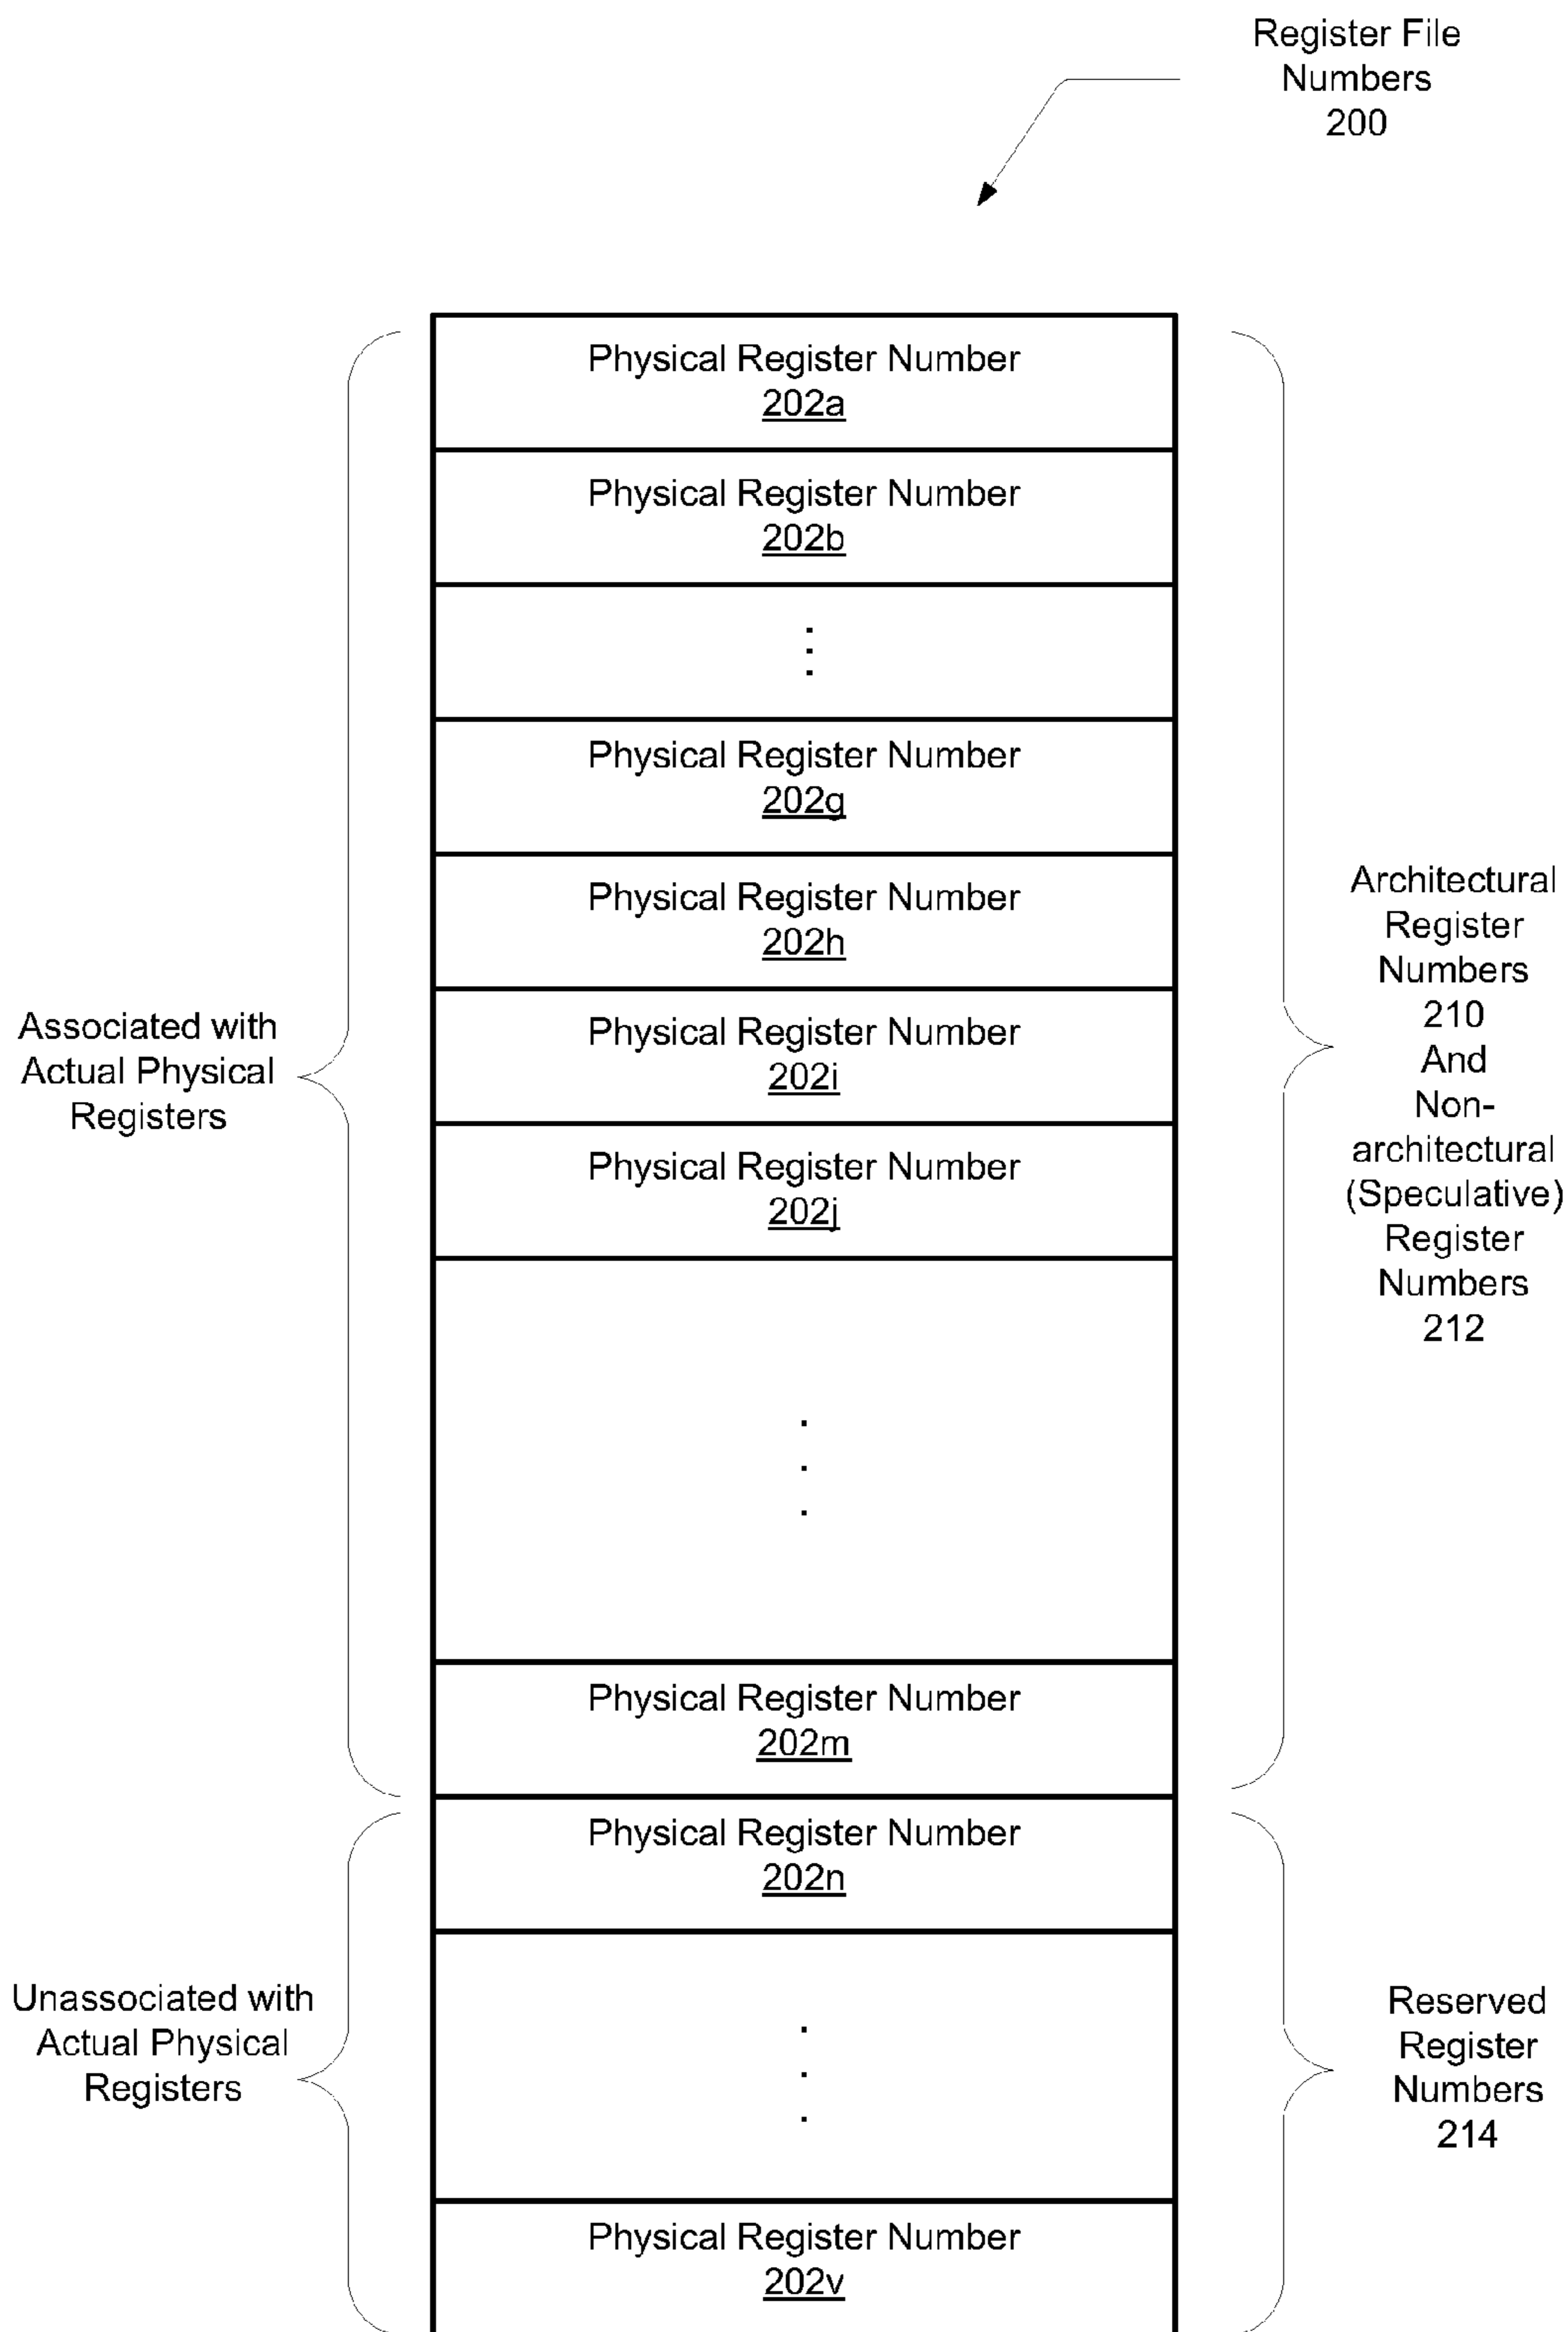 Register File
Numbers
200
Physical Register Number
202a
Physical Register Number
202b
Physical Register Number
202g
Physical Register Number
202h
Physical Register Number
202i
Physical Register Number
202j
Associated with
Actual Physical
Registers
Architectural
Register
Numbers
210
And
Non-
architectural
(Speculative)
Register
Numbers
212
Physical Register Number
202m
Physical Register Number
202n
Unassociated with
Actual Physical
Registers
Reserved
Register
Numbers
214
Physical Register Number
202v